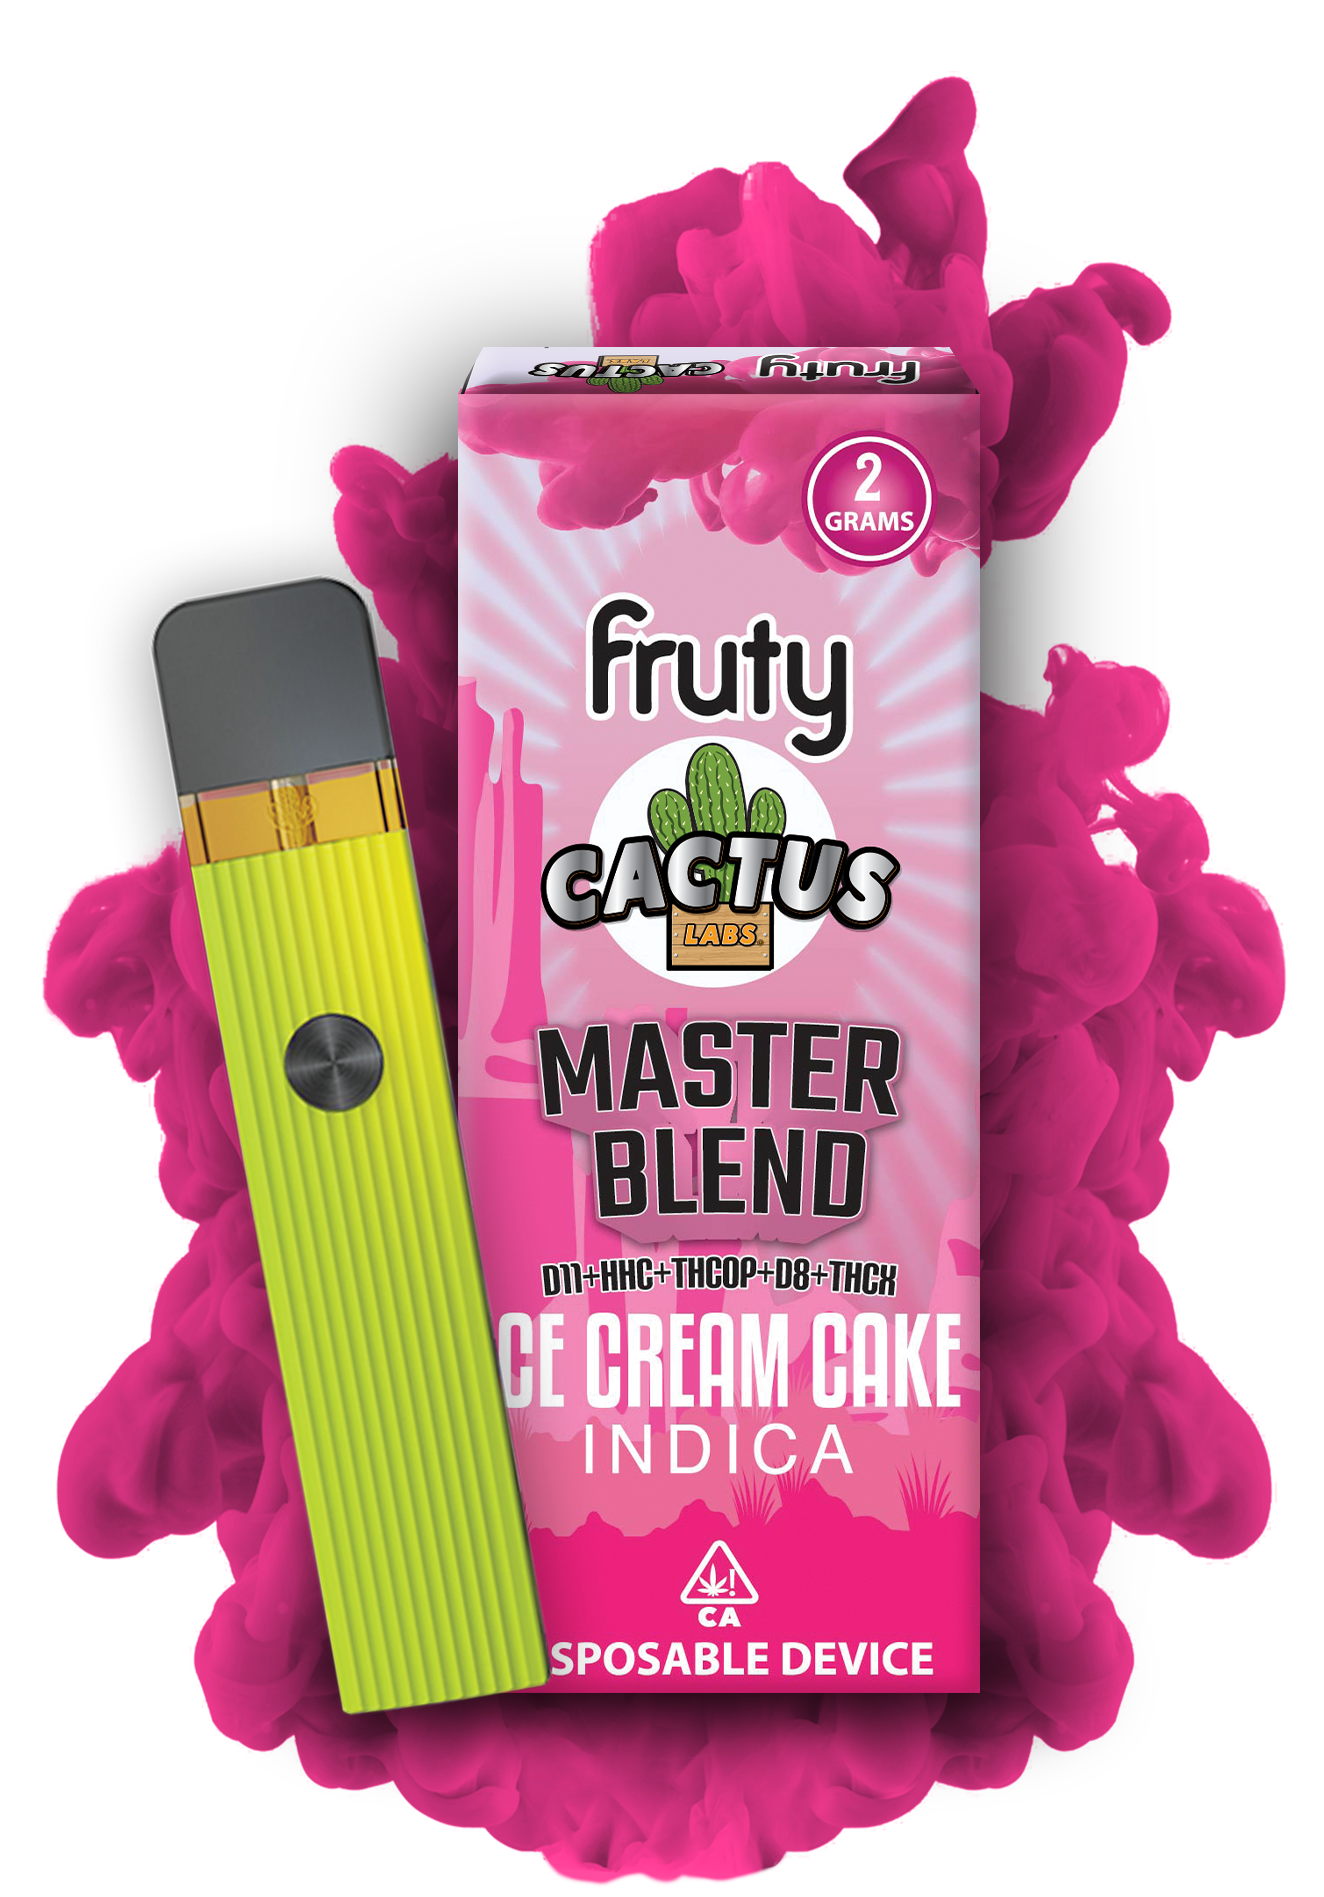 CACTUS fruty
2
GRAMS
fruty
CACTUS
LABS
MASTER
BLEND
D11+HHC+THCOP+D8+THCX
CE CREAM CAKE
INDICA
CA
SPOSABLE DEVICE